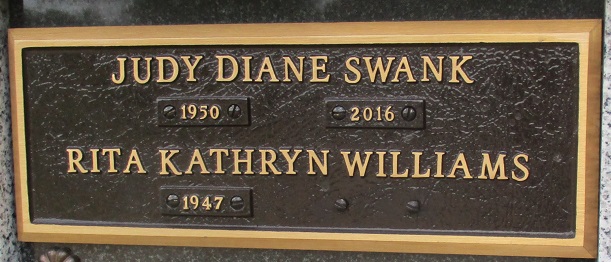 JUDY DIANE SWANK
1950 2016
RITA KATHRYN WILLIAMS
1947